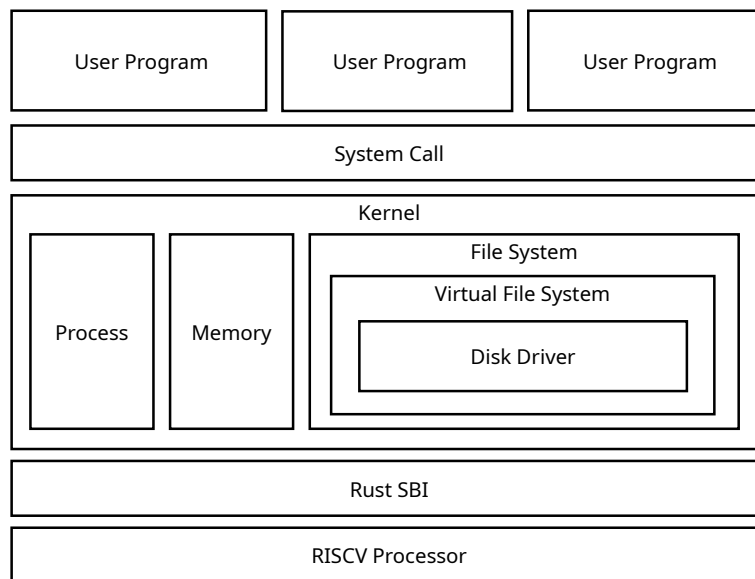 User Program
User Program
User Program
System Call
Kernel
Process
Memory
File System
Virtual File System
Disk Driver
Rust SBI
RISCV Processor